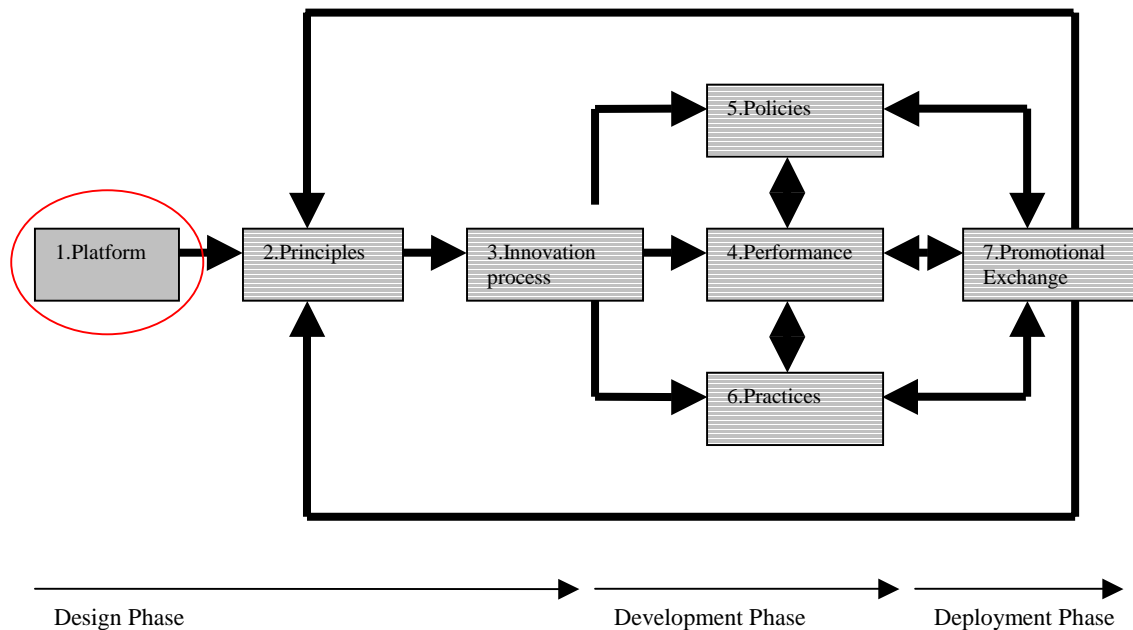 5.Policies
1.Platform
2.Principles
3.Innovation
process
4.Performance
7.Promotional
Exchange
6.Practices
Design Phase
Development Phase
Deployment Phase